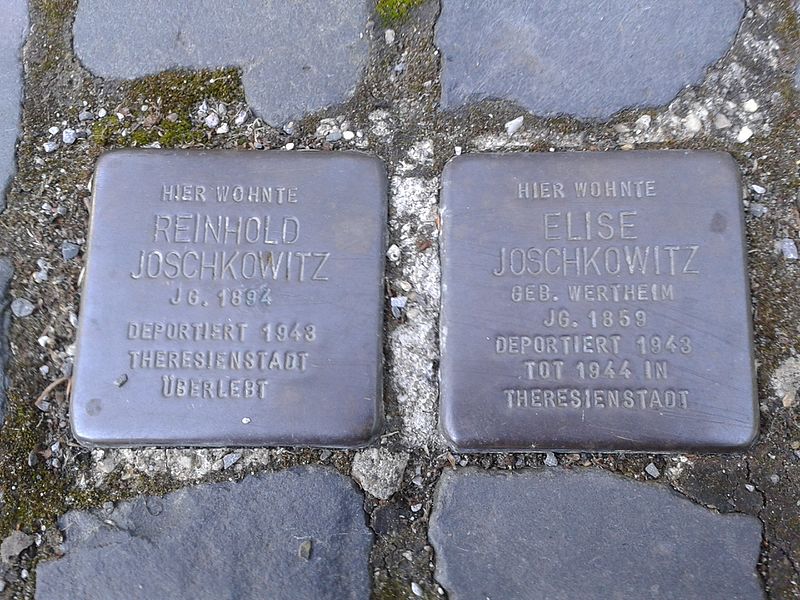 HIER WOHNTE
REINHOLD
JOSCHKOWITZ
JG. 1894
DEPORTIERT 1943
THERESIENSTADT
ÜBERLEBT
HIER WOHNTE
ELISE
JOSCHKOWITZ
GEB. WERTHEIM
JG. 1859
DEPORTIERT 1943
TOT 1944 IN
THERESIENSTADT